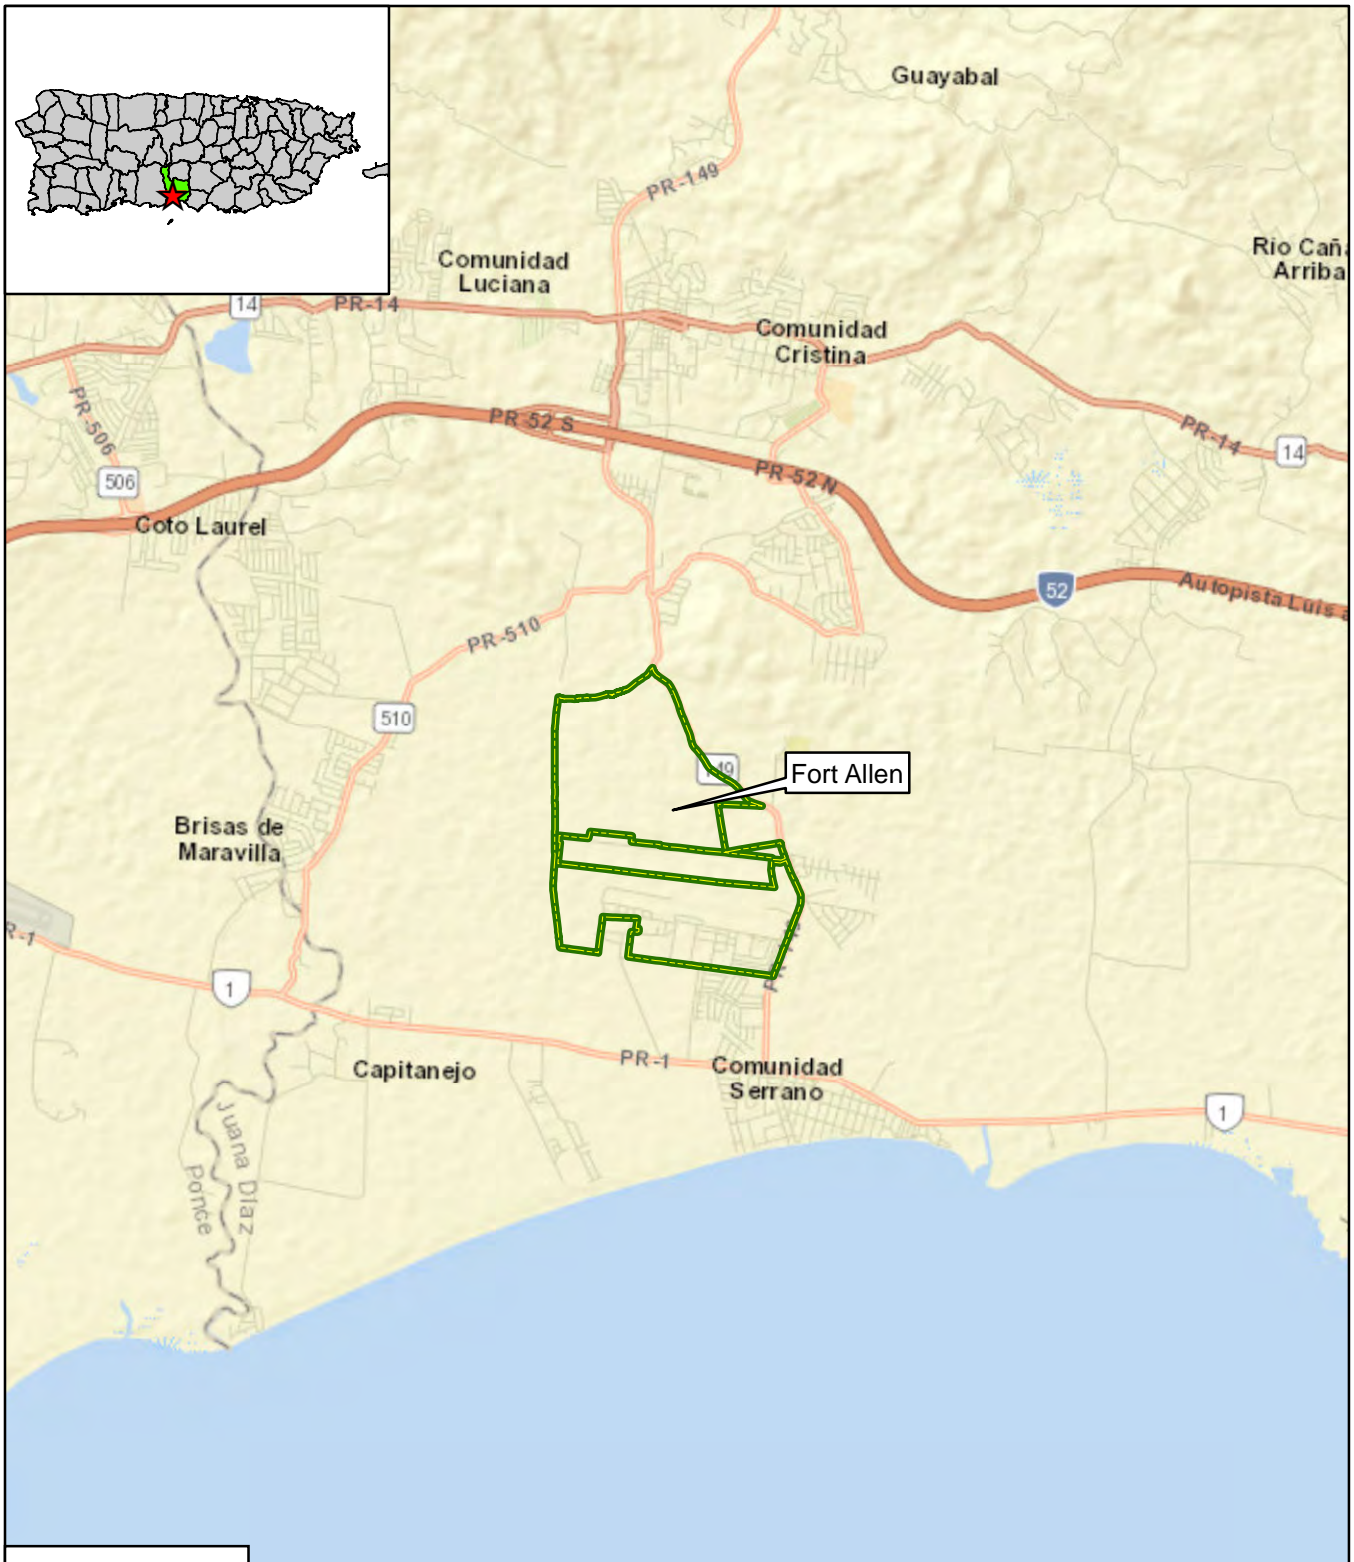 Guayabal
PR-149
Comunidad
Luciana
Arriba
14
PR-14
Comunidad
Cristina
PR-506
PR 52 S
PR-14
14
506
PR-52 N
Coto Laurel
52
Autopista Luis
PR-510
510
149
Fort Allen
Brisas de
Maravilla
R-1
1
PR-1
Capitanejo
Comunidad
Serrano
1
Juana Díaz
Ponce